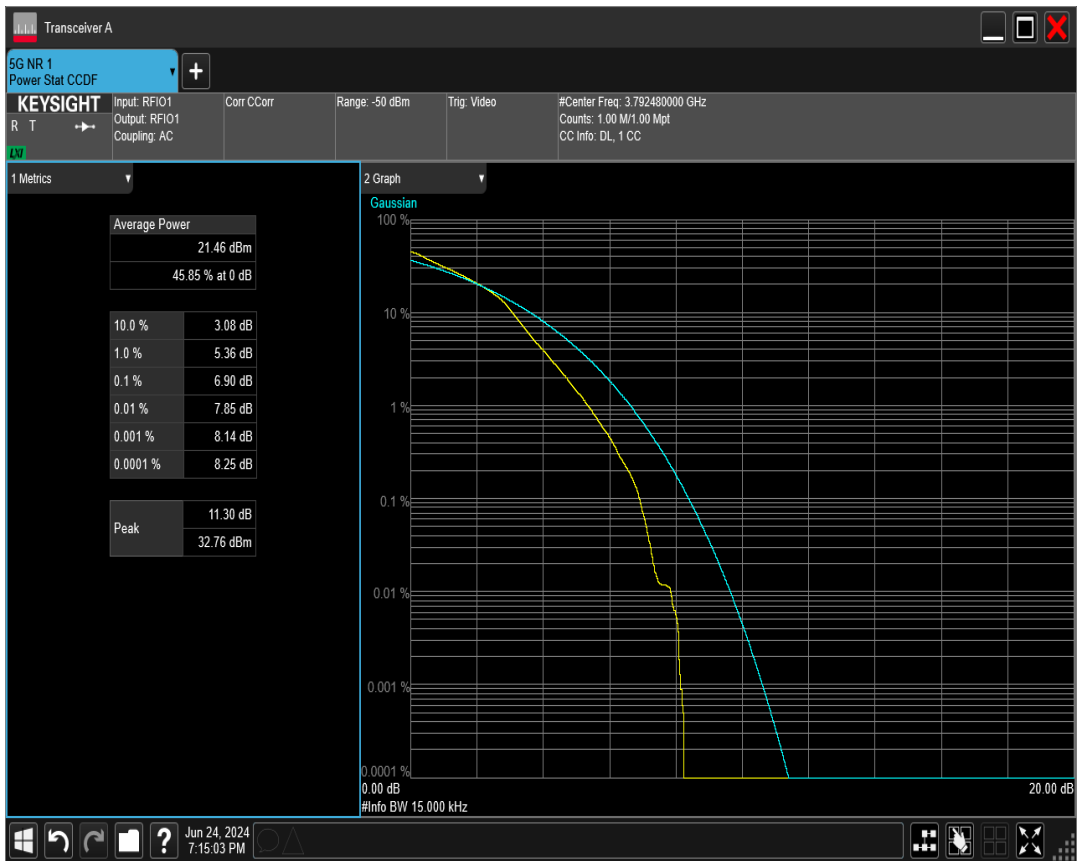 Transceiver A
5G NR 1
Power Stat CCDF
+
KEYSIGHT
R T
LXI
Input: RFIO1
Output: RFIO1
Coupling: AC
Corr CCorr
Range: -50 dBm
Trig: Video
#Center Freq: 3.792480000 GHz
Counts: 1.00 M/1.00 Mpt
CC Info: DL, 1 CC
1 Metrics
Average Power
21.46 dBm
45.85 % at 0 dB
10.0 % 3.08 dB
1.0 % 5.36 dB
0.1 % 6.90 dB
0.01 % 7.85 dB
0.001 % 8.14 dB
0.0001 % 8.25 dB
Peak
11.30 dB
32.76 dBm
2 Graph
Gaussian
100 %
10 %
1 %
0.1 %
0.01 %
0.001 %
0.0001 %
0.00 dB 20.00 dB
#Info BW 15.000 kHz
?
Jun 24, 2024
7:15:03 PM